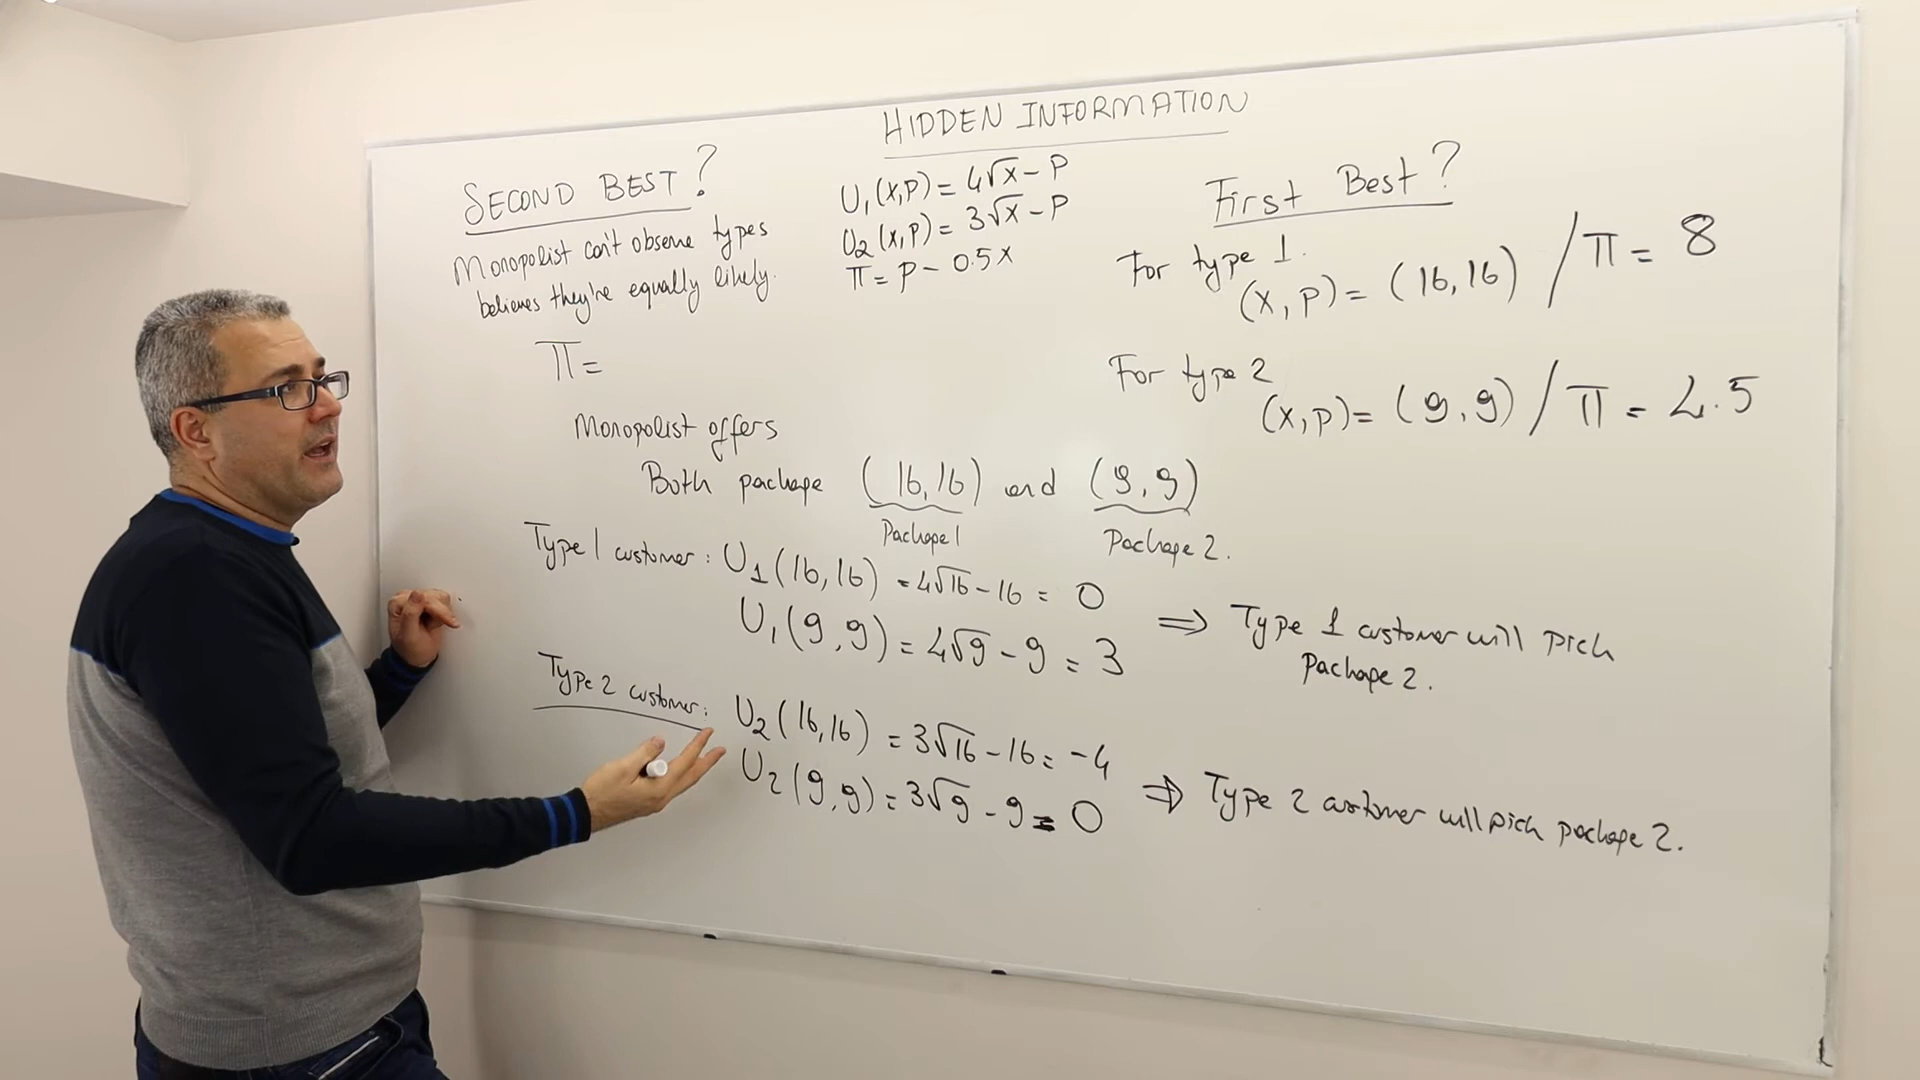 HIDDEN INFORMATION
SECOND BEST?
Monopolist can't observe types
believes they're equally likely.
π =
U₁(x,p) = 4√x - P
U₂(x,p) = 3√x - P
π = p - 0.5x
First Best?
For type 1.
(x, p) = (16,16) / π = 8
For type 2
(x,p) = (9,9) / π = 4.5
Monopolist offers
Both package (16,16) and (9,9)
Package 1
Package 2.
Type 1 customer: U₁(16,16) = 4√16 - 16 = 0
U₁(9,9) = 4√9 - 9 = 3
⇒ Type 1 customer will pick
package 2.
Type 2 customer: U₂(16,16) = 3√16 - 16 = -4
U₂(9,9) = 3√9 - 9 = 0
⇒ Type 2 customer will pick package 2.